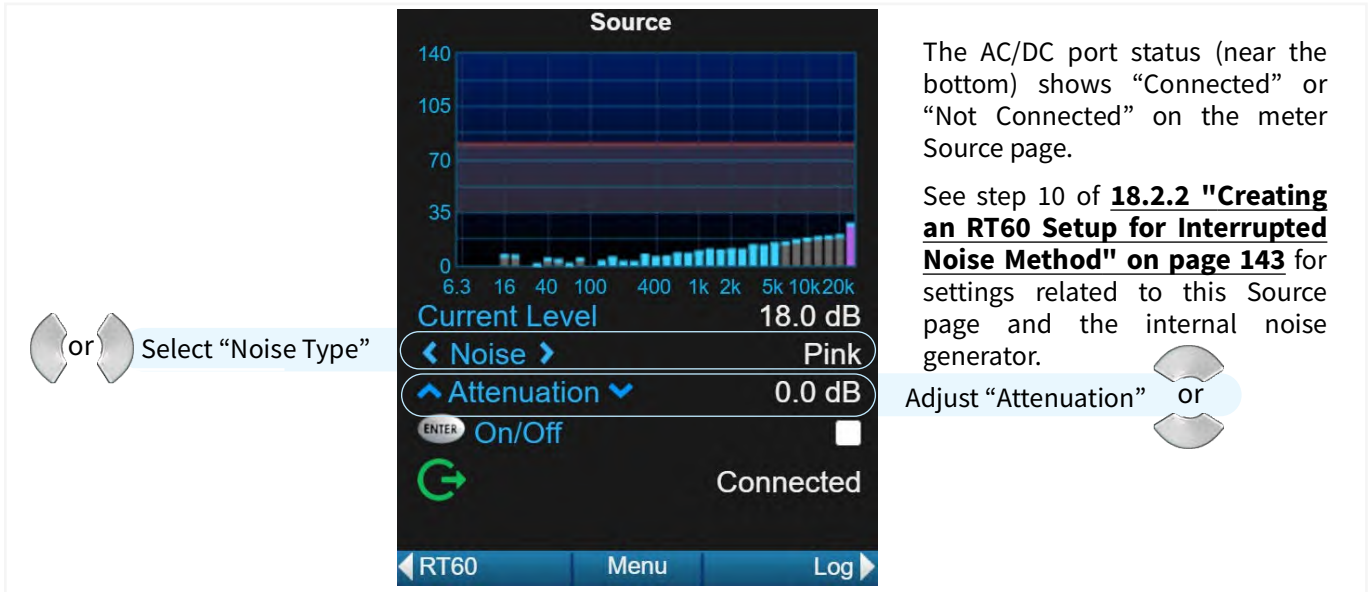 Source
140
105
70
35
0
6.3 16 40 100 400 1k 2k 5k 10k 20k
Current Level 18.0 dB
Noise Pink
Attenuation 0.0 dB
ENTER On/Off
Connected
RT60 Menu Log
or Select “Noise Type”
The AC/DC port status (near the
bottom) shows “Connected” or
“Not Connected” on the meter
Source page.
See step 10 of 18.2.2 "Creating
an RT60 Setup for Interrupted
Noise Method" on page 143 for
settings related to this Source
page and the internal noise
generator.
Adjust “Attenuation” or